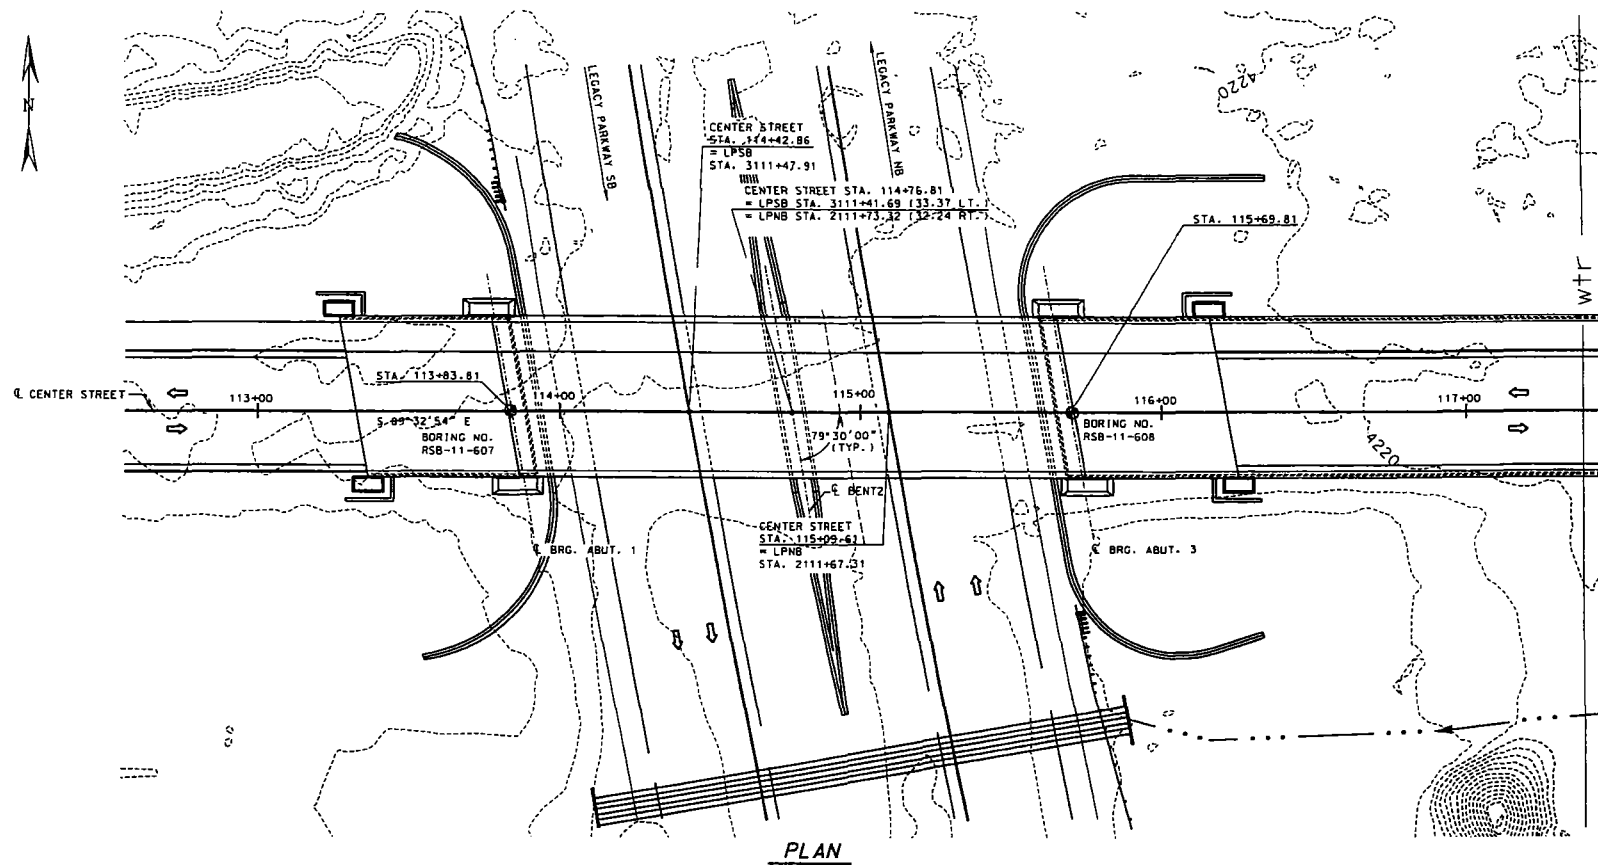 N
LEGACY PARKWAY SB
LEGACY PARKWAY NB
4220
CENTER STREET
STA. 114+42.86
= LPSB
STA. 3111+47.91
CENTER STREET STA. 114+76.81
= LPSB STA. 3111+41.69 (33.37 LT.)
= LPNB STA. 2111+73.32 (32.24 RT.)
STA. 115+69.81
wtr
STA. 113+83.81
℄ CENTER STREET
113+00
114+00
115+00
116+00
117+00
S 89°32'54" E
BORING NO.
RSB-11-607
79°30'00"
(TYP.)
BORING NO.
RSB-11-608
4220
℄ BENT2
CENTER STREET
STA. 115+09.61
= LPNB
STA. 2111+67.31
℄ BRG. ABUT. 1
℄ BRG. ABUT. 3
PLAN